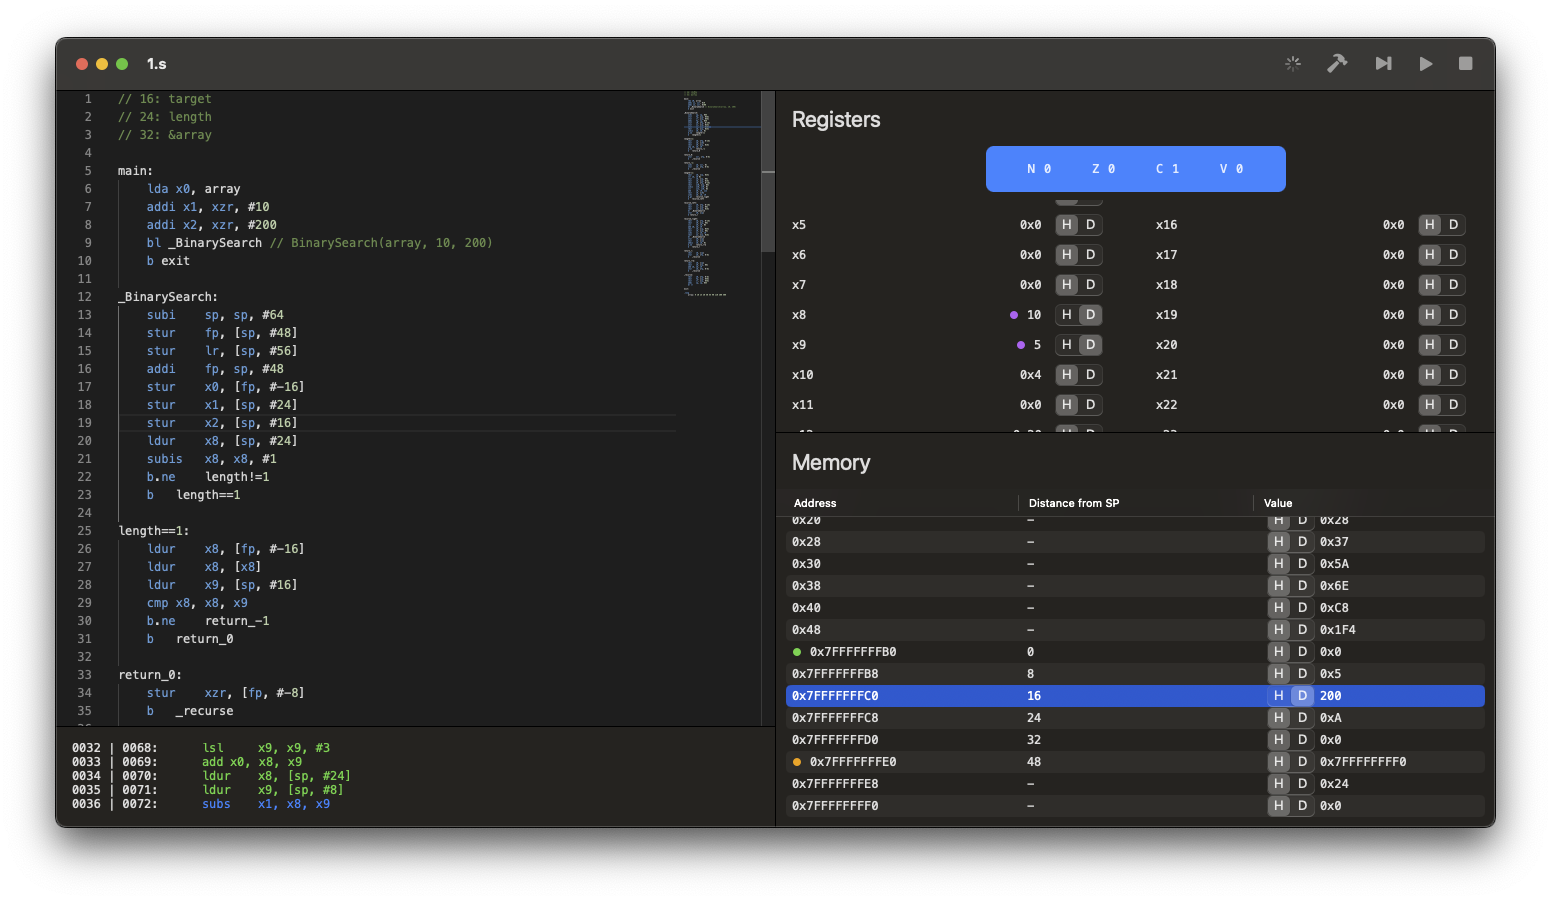 1.s
1 // 16: target
2 // 24: length
3 // 32: &array
4
5 main:
6 lda x0, array
7 addi x1, xzr, #10
8 addi x2, xzr, #200
9 bl _BinarySearch // BinarySearch(array, 10, 200)
10 b exit
11
12 _BinarySearch:
13 subi sp, sp, #64
14 stur fp, [sp, #48]
15 stur lr, [sp, #56]
16 addi fp, sp, #48
17 stur x0, [fp, #-16]
18 stur x1, [sp, #24]
19 stur x2, [sp, #16]
20 ldur x8, [sp, #24]
21 subis x8, x8, #1
22 b.ne length!=1
23 b length==1
24
25 length==1:
26 ldur x8, [fp, #-16]
27 ldur x8, [x8]
28 ldur x9, [sp, #16]
29 cmp x8, x8, x9
30 b.ne return_-1
31 b return_0
32
33 return_0:
34 stur xzr, [fp, #-8]
35 b _recurse
0032 | 0068: lsl x9, x9, #3
0033 | 0069: add x0, x8, x9
0034 | 0070: ldur x8, [sp, #24]
0035 | 0071: ldur x9, [sp, #8]
0036 | 0072: subs x1, x8, x9
Registers
N 0 Z 0 C 1 V 0
x5 0x0 H D x16 0x0 H D
x6 0x0 H D x17 0x0 H D
x7 0x0 H D x18 0x0 H D
x8 10 H D x19 0x0 H D
x9 5 H D x20 0x0 H D
x10 0x4 H D x21 0x0 H D
x11 0x0 H D x22 0x0 H D
Memory
Address Distance from SP Value
0x20 – H D 0x28
0x28 – H D 0x37
0x30 – H D 0x5A
0x38 – H D 0x6E
0x40 – H D 0xC8
0x48 – H D 0x1F4
0x7FFFFFFFB0 0 H D 0x0
0x7FFFFFFFB8 8 H D 0x5
0x7FFFFFFFC0 16 H D 200
0x7FFFFFFFC8 24 H D 0xA
0x7FFFFFFFD0 32 H D 0x0
0x7FFFFFFFE0 48 H D 0x7FFFFFFFF0
0x7FFFFFFFE8 – H D 0x24
0x7FFFFFFFF0 – H D 0x0